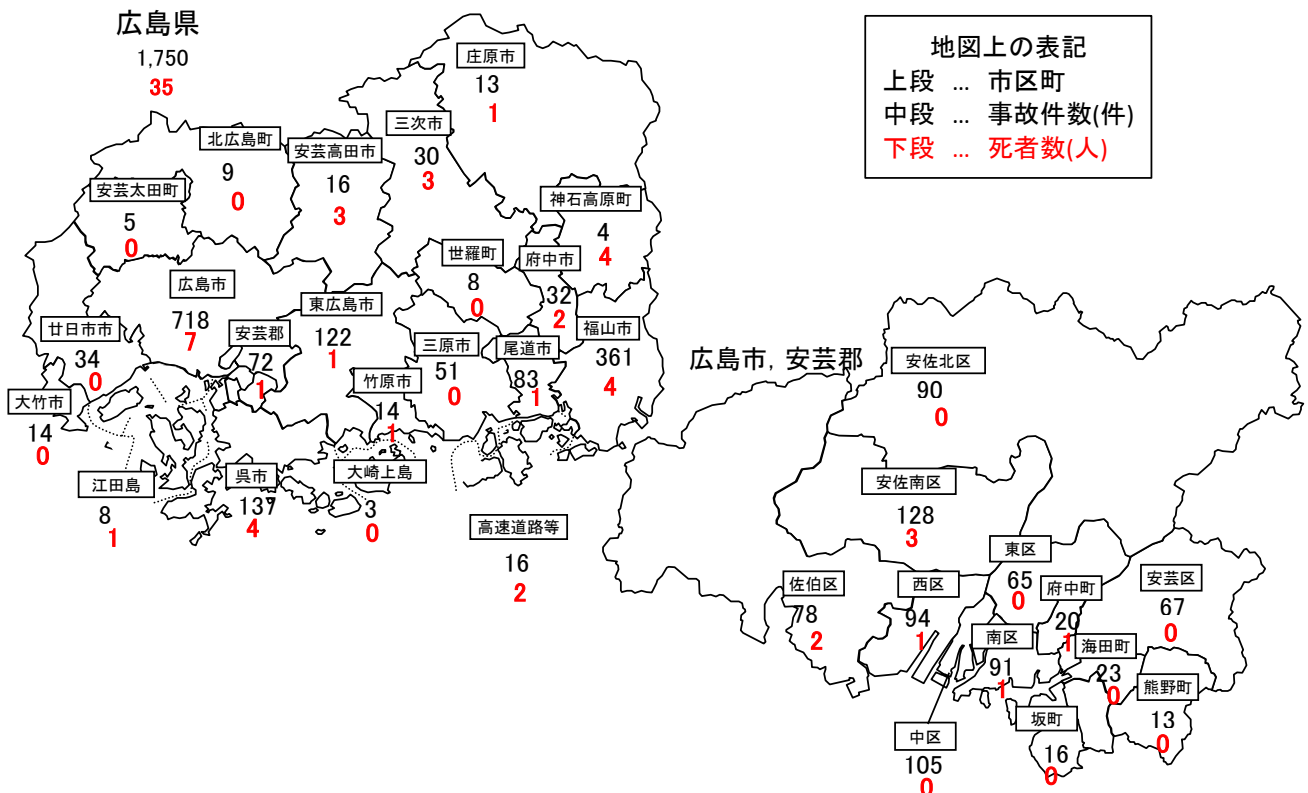 広島県
1,750
35
地図上の表記
上段 … 市区町
中段 … 事故件数(件)
下段 … 死者数(人)
庄原市
13
1
三次市
30
3
北広島町
9
0
安芸高田市
16
3
安芸太田町
5
0
神石高原町
4
4
世羅町
8
0
府中市
32
2
広島市
718
7
東広島市
122
1
安芸郡
72
1
廿日市市
34
0
三原市
51
0
尾道市
83
1
福山市
361
4
竹原市
14
1
大竹市
14
0
江田島
8
1
呉市
137
4
大崎上島
3
0
高速道路等
16
2
広島市, 安芸郡
安佐北区
90
0
安佐南区
128
3
東区
65
0
佐伯区
78
2
西区
94
1
府中町
20
1
安芸区
67
0
南区
91
1
海田町
23
0
熊野町
13
0
坂町
16
0
中区
105
0